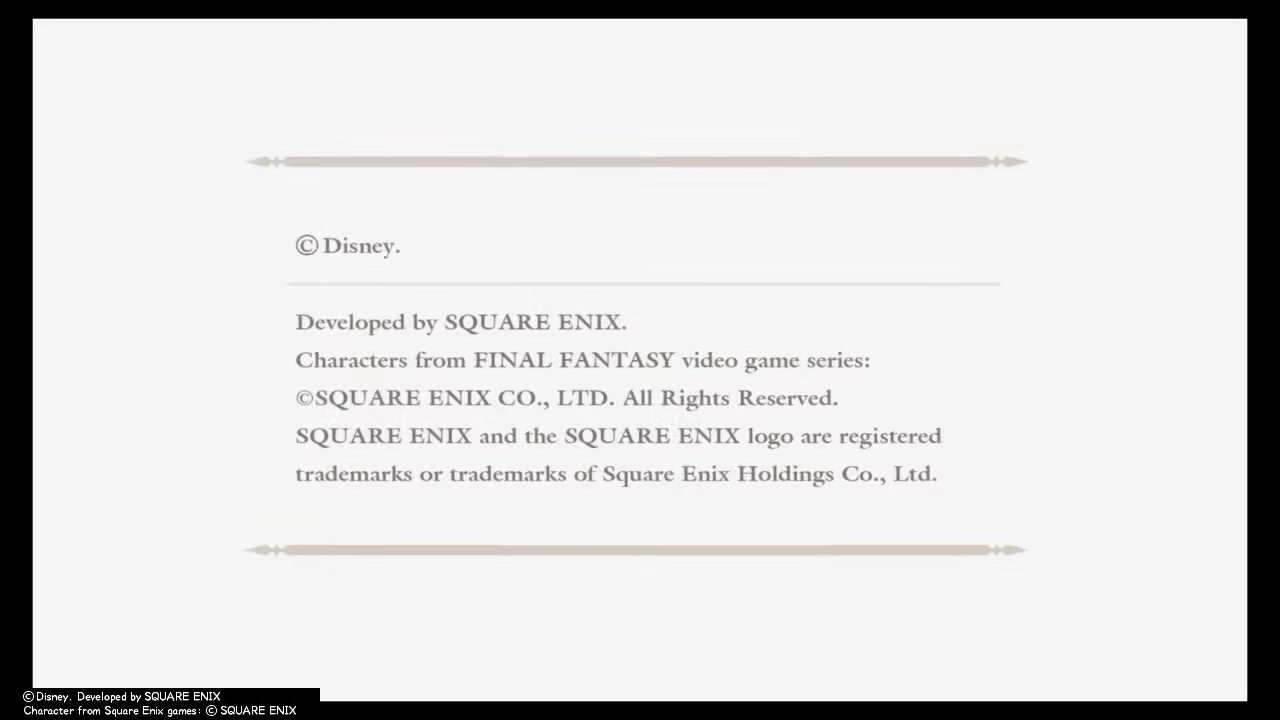 © Disney.
Developed by SQUARE ENIX.
Characters from FINAL FANTASY video game series:
©SQUARE ENIX CO., LTD. All Rights Reserved.
SQUARE ENIX and the SQUARE ENIX logo are registered
trademarks or trademarks of Square Enix Holdings Co., Ltd.
© Disney. Developed by SQUARE ENIX
Character from Square Enix games: © SQUARE ENIX